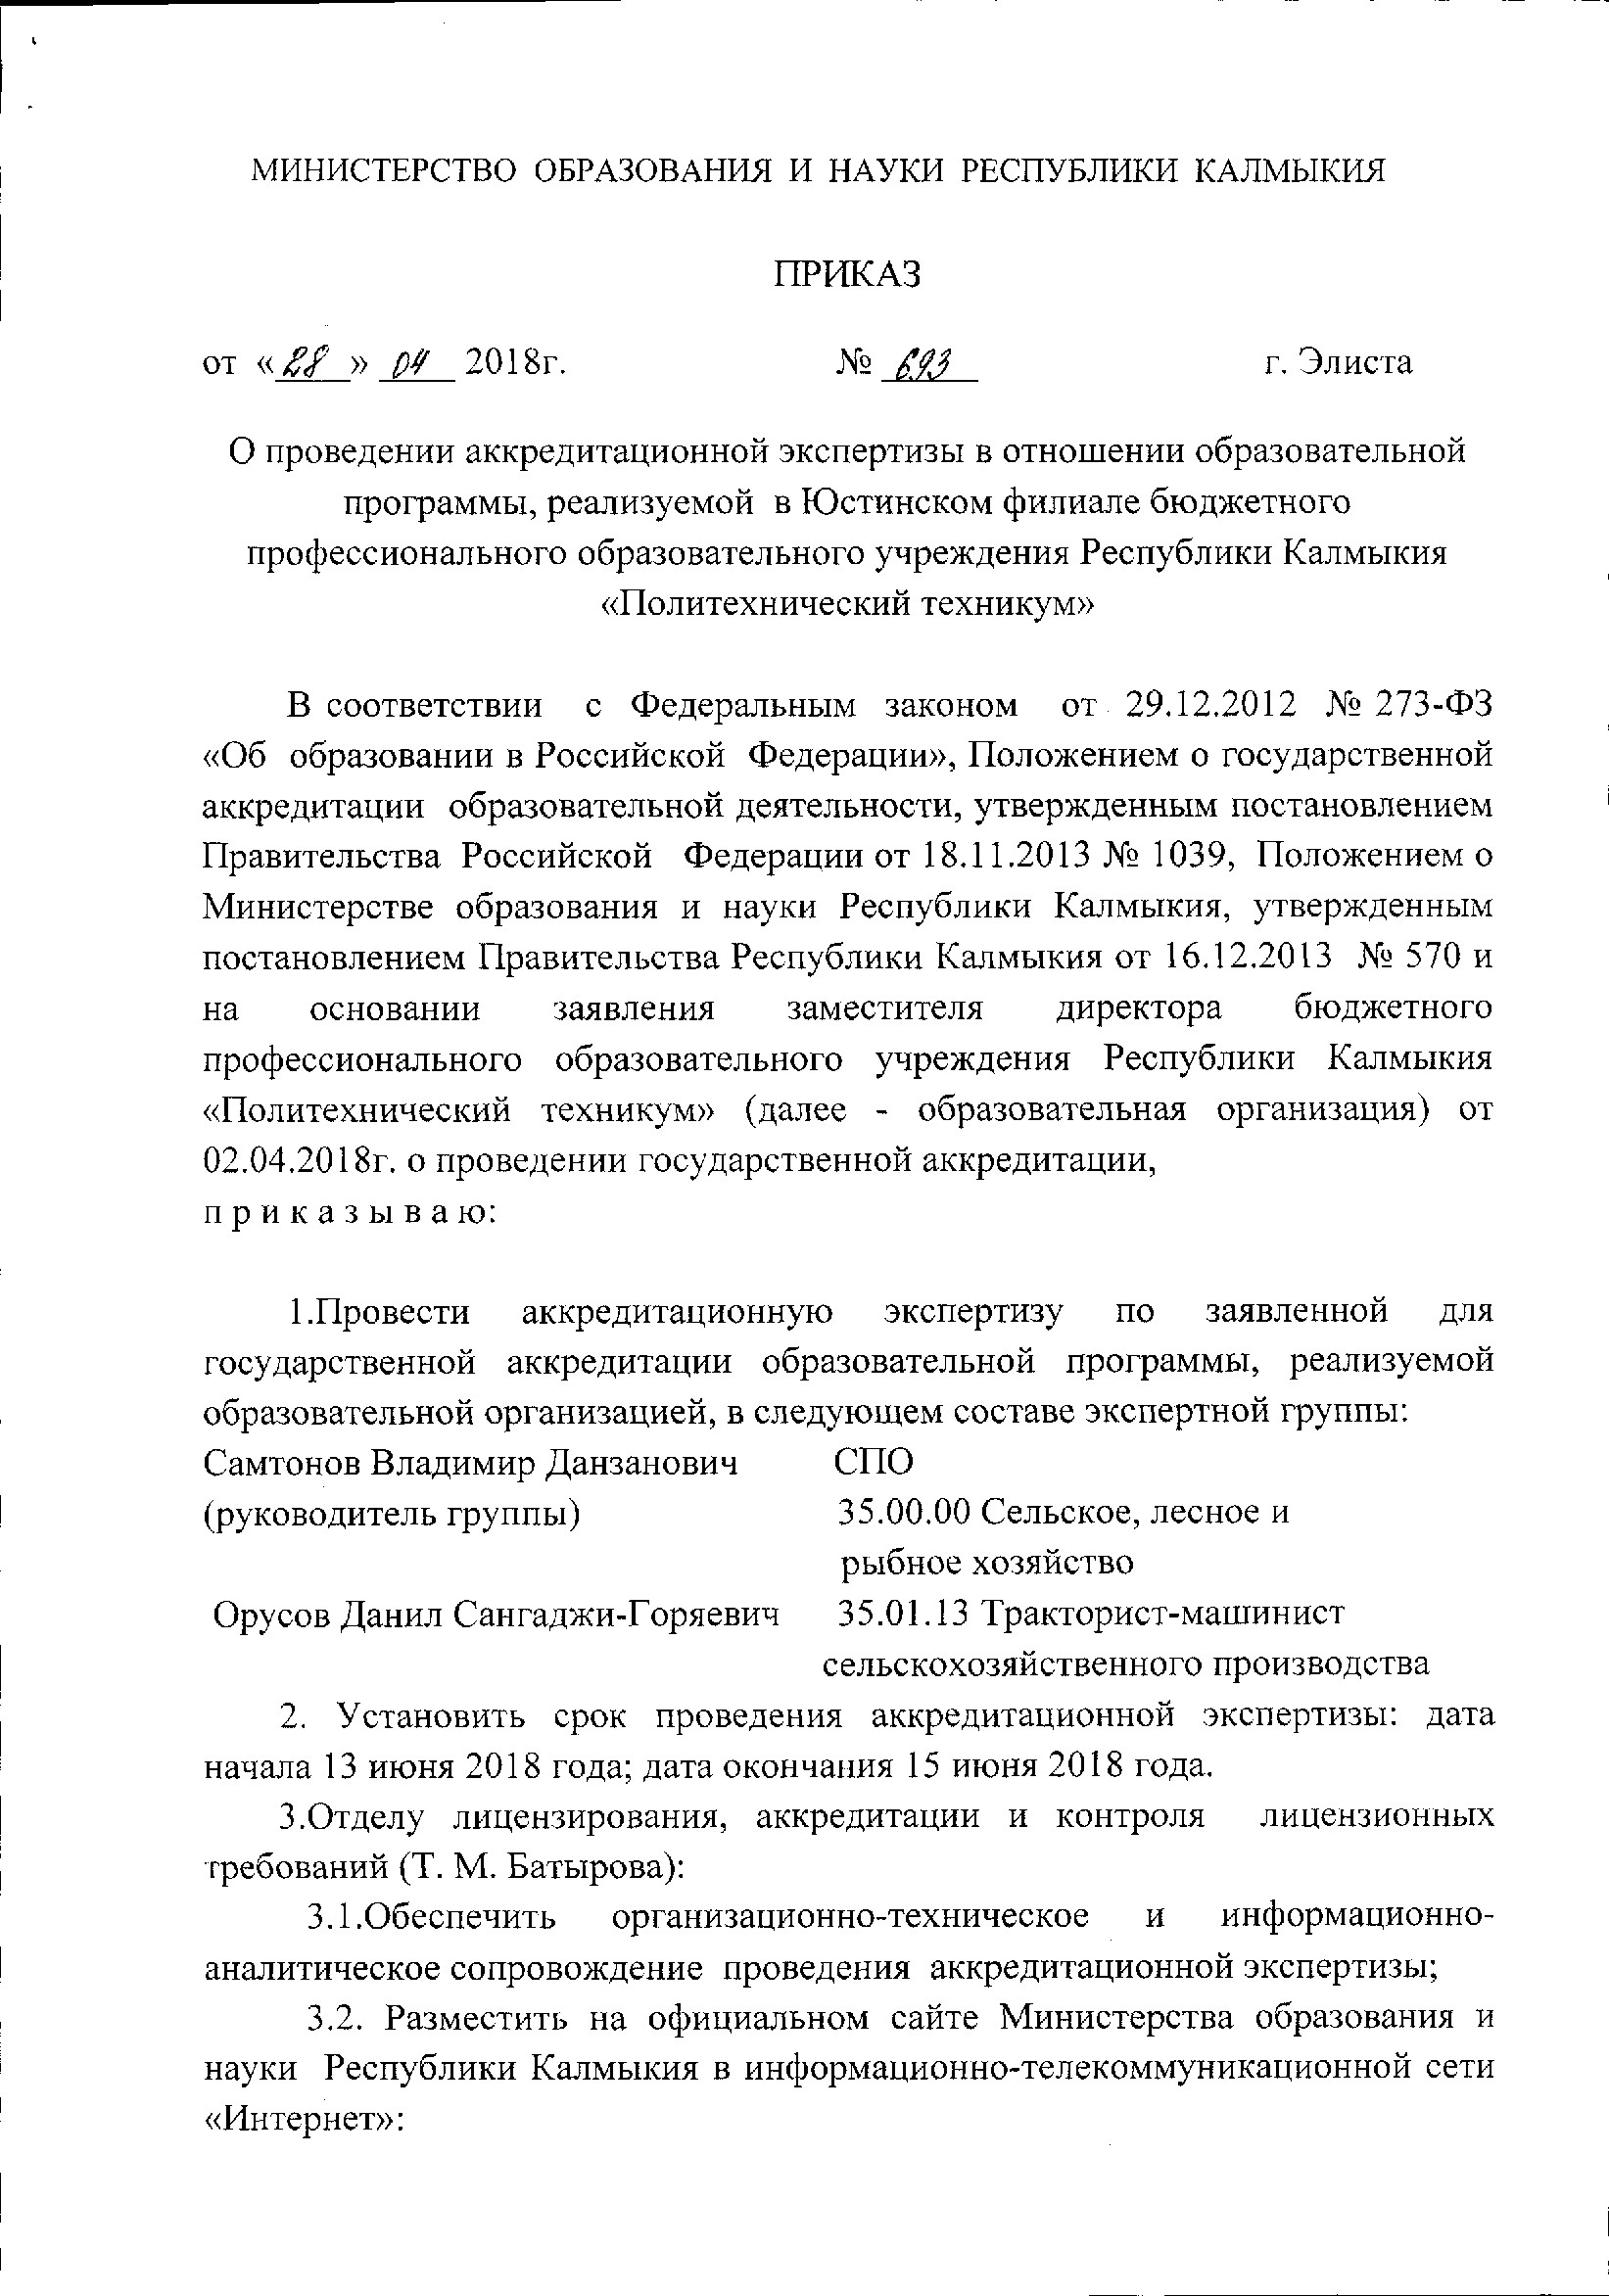 МИНИСТЕРСТВО ОБРАЗОВАНИЯ И НАУКИ РЕСПУБЛИКИ КАЛМЫКИЯ
ПРИКАЗ
от «28» 04 2018г. № 693 г. Элиста
О проведении аккредитационной экспертизы в отношении образовательной
программы, реализуемой в Юстинском филиале бюджетного
профессионального образовательного учреждения Республики Калмыкия
«Политехнический техникум»
В соответствии с Федеральным законом от 29.12.2012 № 273-ФЗ
«Об образовании в Российской Федерации», Положением о государственной
аккредитации образовательной деятельности, утвержденным постановлением
Правительства Российской Федерации от 18.11.2013 № 1039, Положением о
Министерстве образования и науки Республики Калмыкия, утвержденным
постановлением Правительства Республики Калмыкия от 16.12.2013 № 570 и
на основании заявления заместителя директора бюджетного
профессионального образовательного учреждения Республики Калмыкия
«Политехнический техникум» (далее - образовательная организация) от
02.04.2018г. о проведении государственной аккредитации,
п р и к а з ы в а ю:
1.Провести аккредитационную экспертизу по заявленной для
государственной аккредитации образовательной программы, реализуемой
образовательной организацией, в следующем составе экспертной группы:
Самтонов Владимир Данзанович СПО
(руководитель группы) 35.00.00 Сельское, лесное и
рыбное хозяйство
Орусов Данил Сангаджи-Горяевич 35.01.13 Тракторист-машинист
сельскохозяйственного производства
2. Установить срок проведения аккредитационной экспертизы: дата
начала 13 июня 2018 года; дата окончания 15 июня 2018 года.
3.Отделу лицензирования, аккредитации и контроля лицензионных
требований (Т. М. Батырова):
3.1.Обеспечить организационно-техническое и информационно-
аналитическое сопровождение проведения аккредитационной экспертизы;
3.2. Разместить на официальном сайте Министерства образования и
науки Республики Калмыкия в информационно-телекоммуникационной сети
«Интернет»: